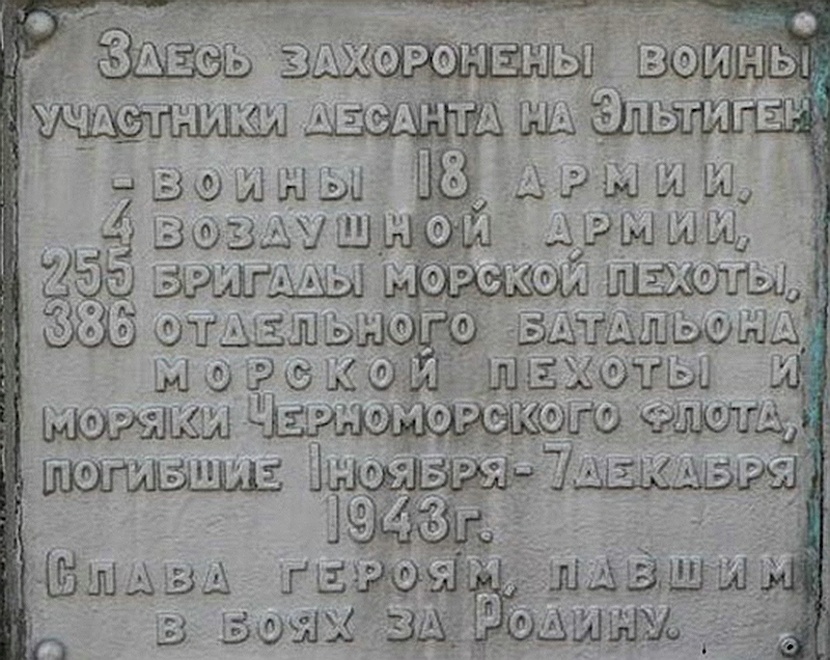 Здесь захоронены воины
участники десанта на Эльтиген
- воины 18 армии,
4 воздушной армии,
255 бригады морской пехоты,
386 отдельного батальона
морской пехоты и
моряки Черноморского флота,
погибшие 1 ноября - 7 декабря
1943 г.
Слава героям, павшим
в боях за Родину.